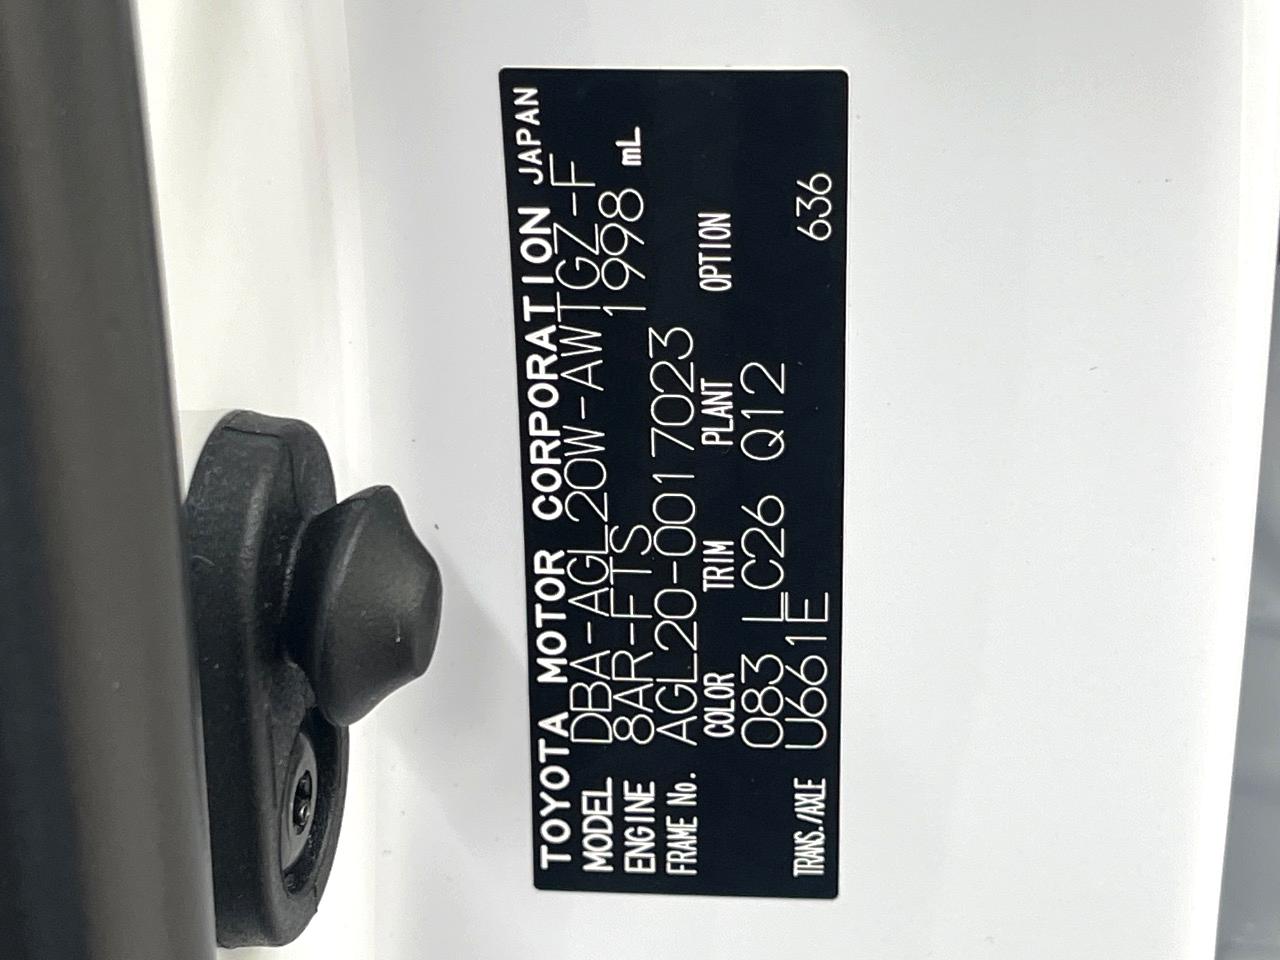 TOYOTA MOTOR CORPORATION JAPAN
MODEL DBA-AGL20W-AWTGZ-F
ENGINE 8AR-FTS 1998 mL
FRAME No. AGL20-0017023
COLOR TRIM PLANT OPTION
083 LC26 Q12
TRANS./AXLE U661E 636